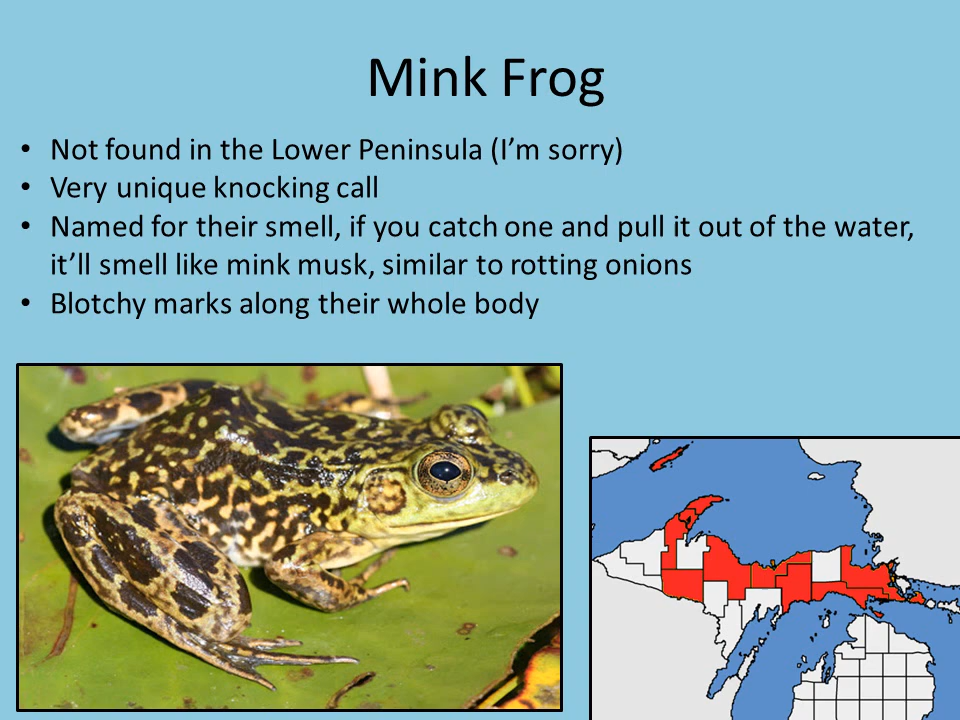 Mink Frog
• Not found in the Lower Peninsula (I’m sorry)
• Very unique knocking call
• Named for their smell, if you catch one and pull it out of the water,
it’ll smell like mink musk, similar to rotting onions
• Blotchy marks along their whole body